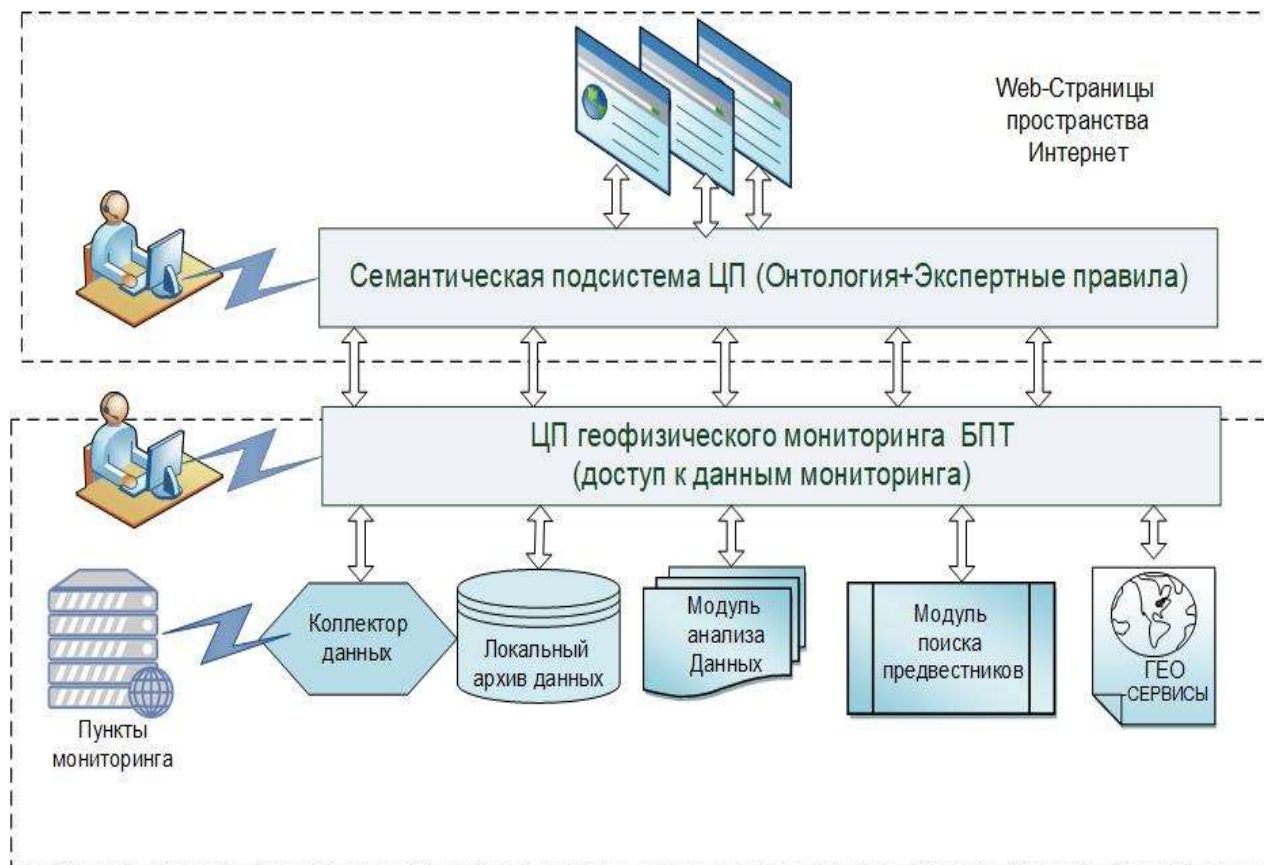 Web-Страницы
пространства
Интернет
Семантическая подсистема ЦП (Онтология+Экспертные правила)
ЦП геофизического мониторинга БПТ
(доступ к данным мониторинга)
Пункты
мониторинга
Коллектор
данных
Локальный
архив данных
Модуль
анализа
Данных
Модуль
поиска
предвестников
ГЕО
СЕРВИСЫ